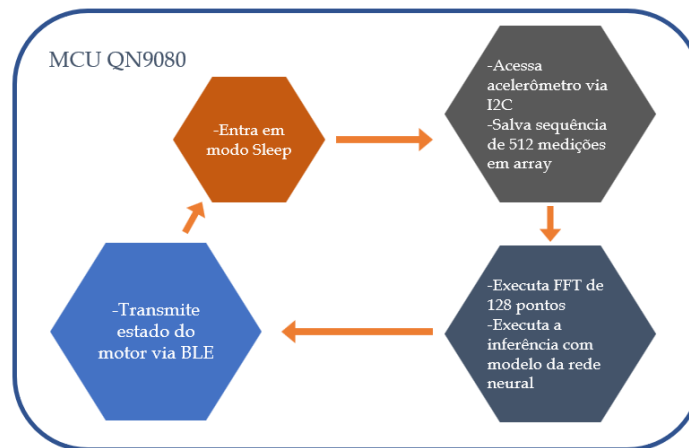 MCU QN9080
-Entra em
modo Sleep
-Acessa
acelerômetro via
I2C
-Salva sequência
de 512 medições
em array
-Executa FFT de
128 pontos
-Executa a
inferência com
modelo da rede
neural
-Transmite
estado do
motor via BLE